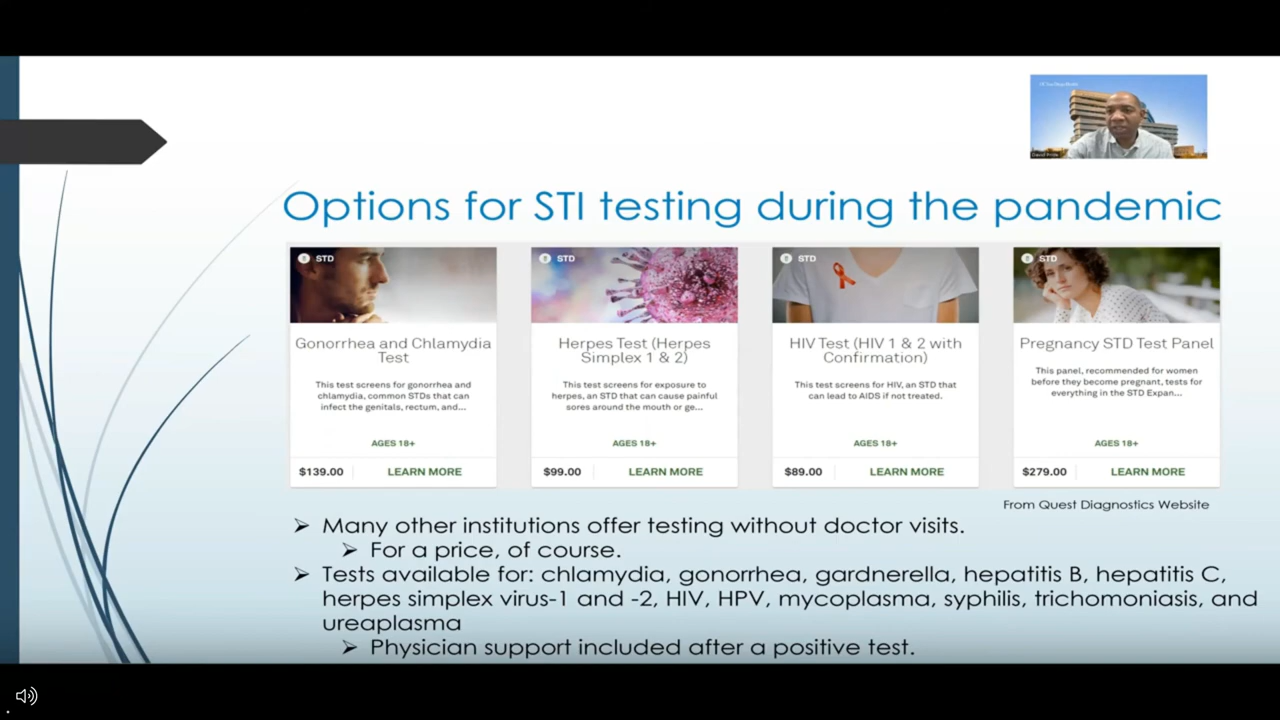 Options for STI testing during the pandemic
STD
STD
STD
STD
Gonorrhea and Chlamydia
Test
This test screens for gonorrhea and
chlamydia, common STDs that can
infect the genitals, rectum, and...
AGES 18+
$139.00
LEARN MORE
Herpes Test (Herpes
Simplex 1 & 2)
This test screens for exposure to
herpes, an STD that can cause painful
sores around the mouth or ge...
AGES 18+
$99.00
LEARN MORE
HIV Test (HIV 1 & 2 with
Confirmation)
This test screens for HIV, an STD that
can lead to AIDS if not treated.
AGES 18+
$89.00
LEARN MORE
Pregnancy STD Test Panel
This panel, recommended for women
before they become pregnant, tests for
everything in the STD Expan...
AGES 18+
$279.00
LEARN MORE
From Quest Diagnostics Website
Many other institutions offer testing without doctor visits.
For a price, of course.
Tests available for: chlamydia, gonorrhea, gardnerella, hepatitis B, hepatitis C,
herpes simplex virus-1 and -2, HIV, HPV, mycoplasma, syphilis, trichomoniasis, and
ureaplasma
Physician support included after a positive test.